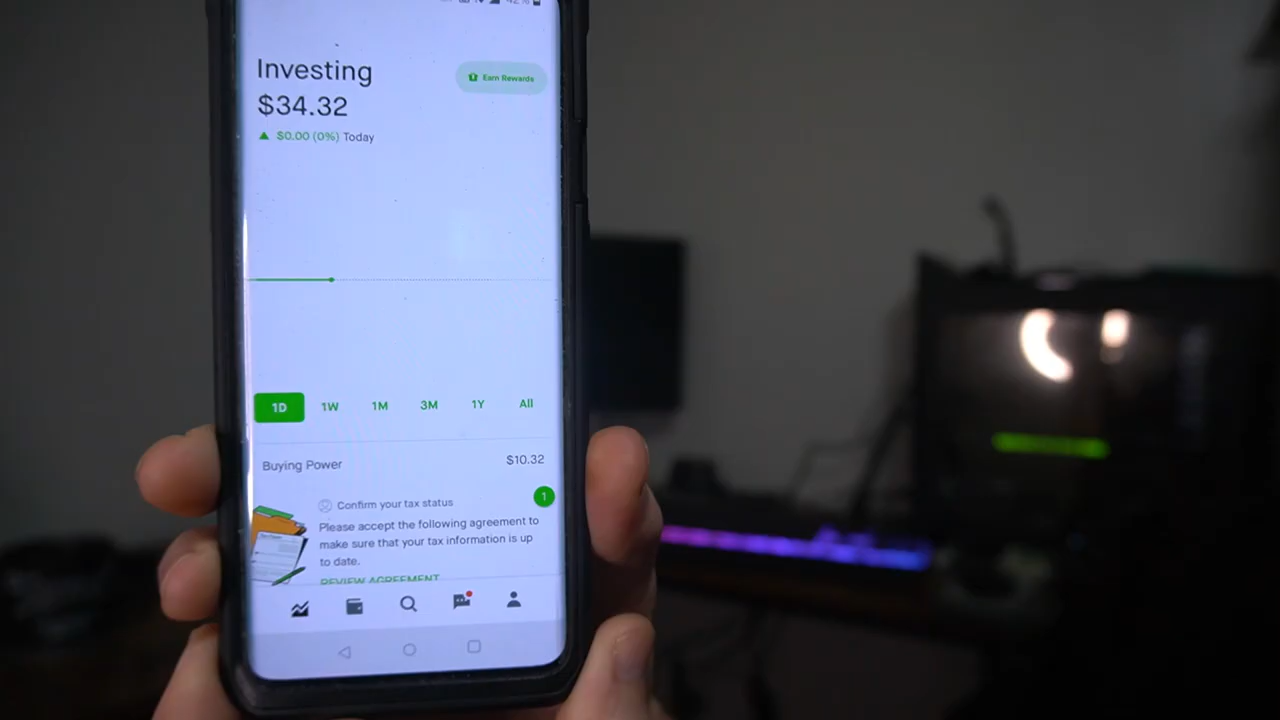 Investing
Earn Rewards
$34.32
$0.00 (0%) Today
1D 1W 1M 3M 1Y All
Buying Power $10.32
Confirm your tax status 1
Please accept the following agreement to
make sure that your tax information is up
to date.
REVIEW AGREEMENT